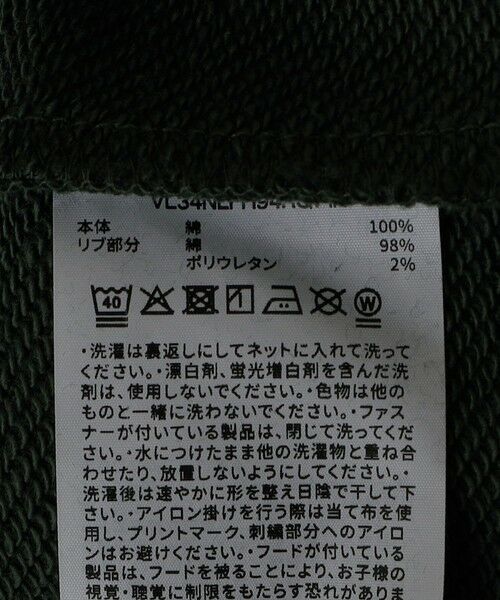 本体 綿 100%
リブ部分 綿 98%
ポリウレタン 2%
40 W
・洗濯は裏返しにしてネットに入れて洗って
ください。・漂白剤、蛍光増白剤を含んだ洗
剤は、使用しないでください。・色物は他の
ものと一緒に洗わないでください。・ファス
ナーが付いている製品は、閉じて洗ってくだ
さい。・水につけたまま他の洗濯物と重ね合
わせたり、放置しないようにしてください。
・洗濯後は速やかに形を整え日陰で干して下
さい。・アイロン掛けを行う際は当て布を使
用し、プリントマーク、刺繍部分へのアイロ
ンはお避けください。・フードが付いている
製品は、フードを被ることにより、お子様の
視覚・聴覚に制限をもたらす恐れがありま